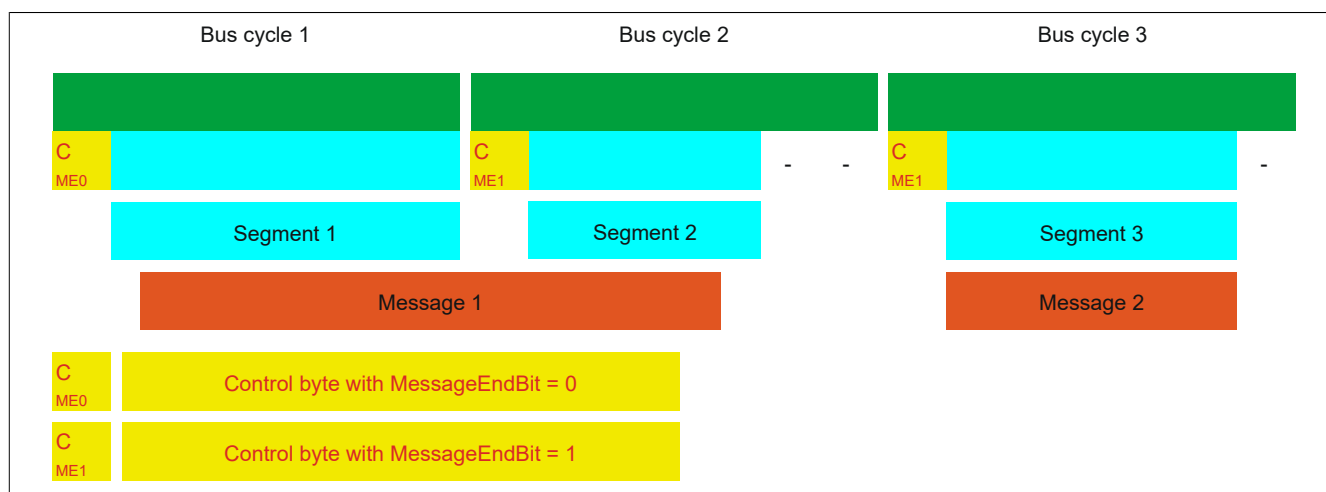 Bus cycle 1 Bus cycle 2 Bus cycle 3
C C - - C -
ME0 ME1 ME1
Segment 1 Segment 2 Segment 3
Message 1 Message 2
C
ME0
Control byte with MessageEndBit = 0
C
ME1
Control byte with MessageEndBit = 1